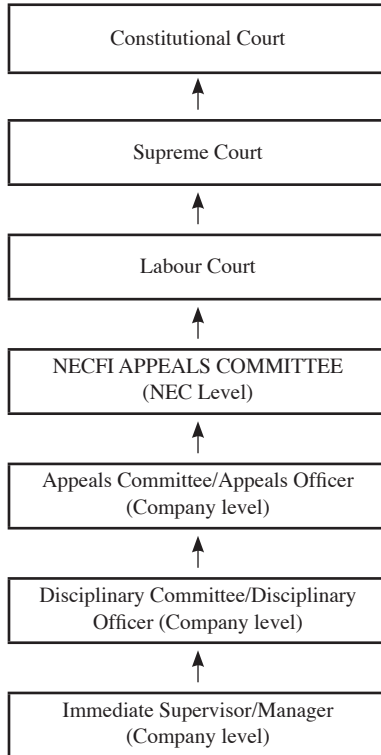 Constitutional Court
Supreme Court
Labour Court
NECFI APPEALS COMMITTEE
(NEC Level)
Appeals Committee/Appeals Officer
(Company level)
Disciplinary Committee/Disciplinary
Officer (Company level)
Immediate Supervisor/Manager
(Company level)